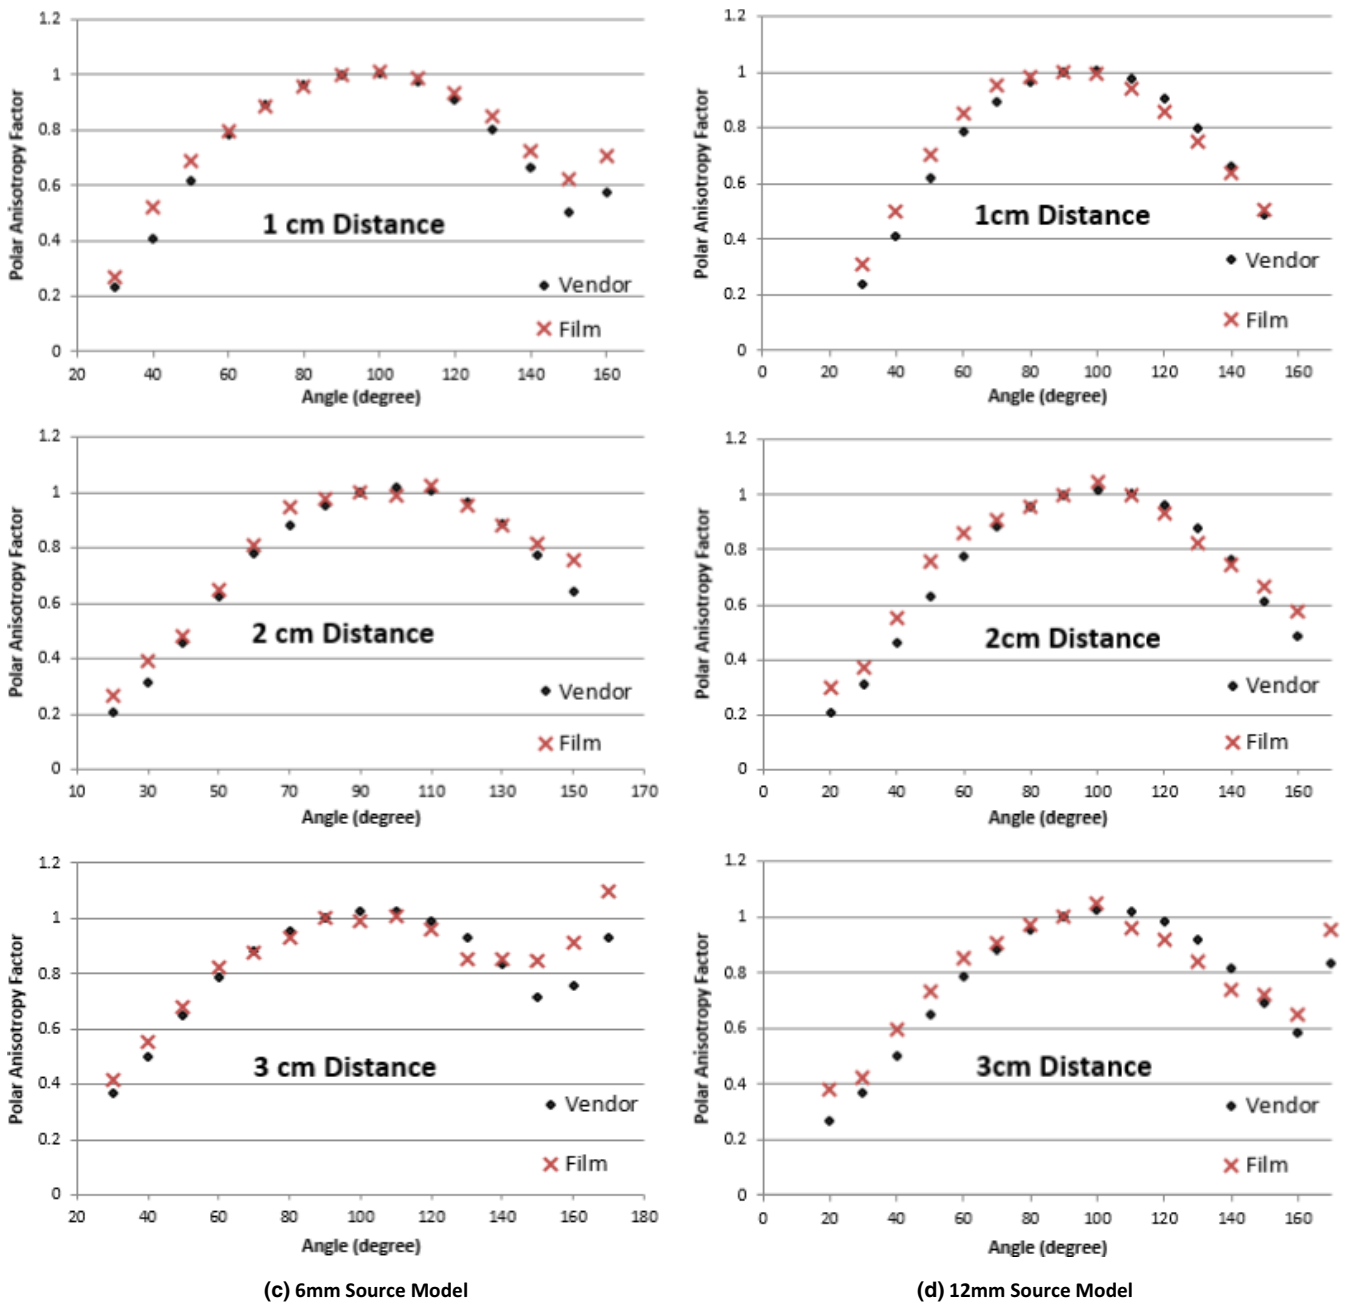 1.2
1
0.8
0.6
0.4
0.2
0
20 40 60 80 100 120 140 160
Polar Anisotropy Factor
Angle (degree)
1 cm Distance
Vendor
Film
1.2
1
0.8
0.6
0.4
0.2
0
0 20 40 60 80 100 120 140 160
Polar Anisotropy Factor
Angle (degree)
1cm Distance
Vendor
Film
1.2
1
0.8
0.6
0.4
0.2
0
10 30 50 70 90 110 130 150 170
Polar Anisotropy Factor
Angle (degree)
2 cm Distance
Vendor
Film
1.2
1
0.8
0.6
0.4
0.2
0
0 20 40 60 80 100 120 140 160
Polar Anisotropy Factor
Angle (degree)
2cm Distance
Vendor
Film
1.2
1
0.8
0.6
0.4
0.2
0
20 40 60 80 100 120 140 160 180
Polar Anisotropy Factor
Angle (degree)
3 cm Distance
Vendor
Film
1.2
1
0.8
0.6
0.4
0.2
0
0 20 40 60 80 100 120 140 160
Polar Anisotropy Factor
Angle (degree)
3cm Distance
Vendor
Film
(c) 6mm Source Model
(d) 12mm Source Model